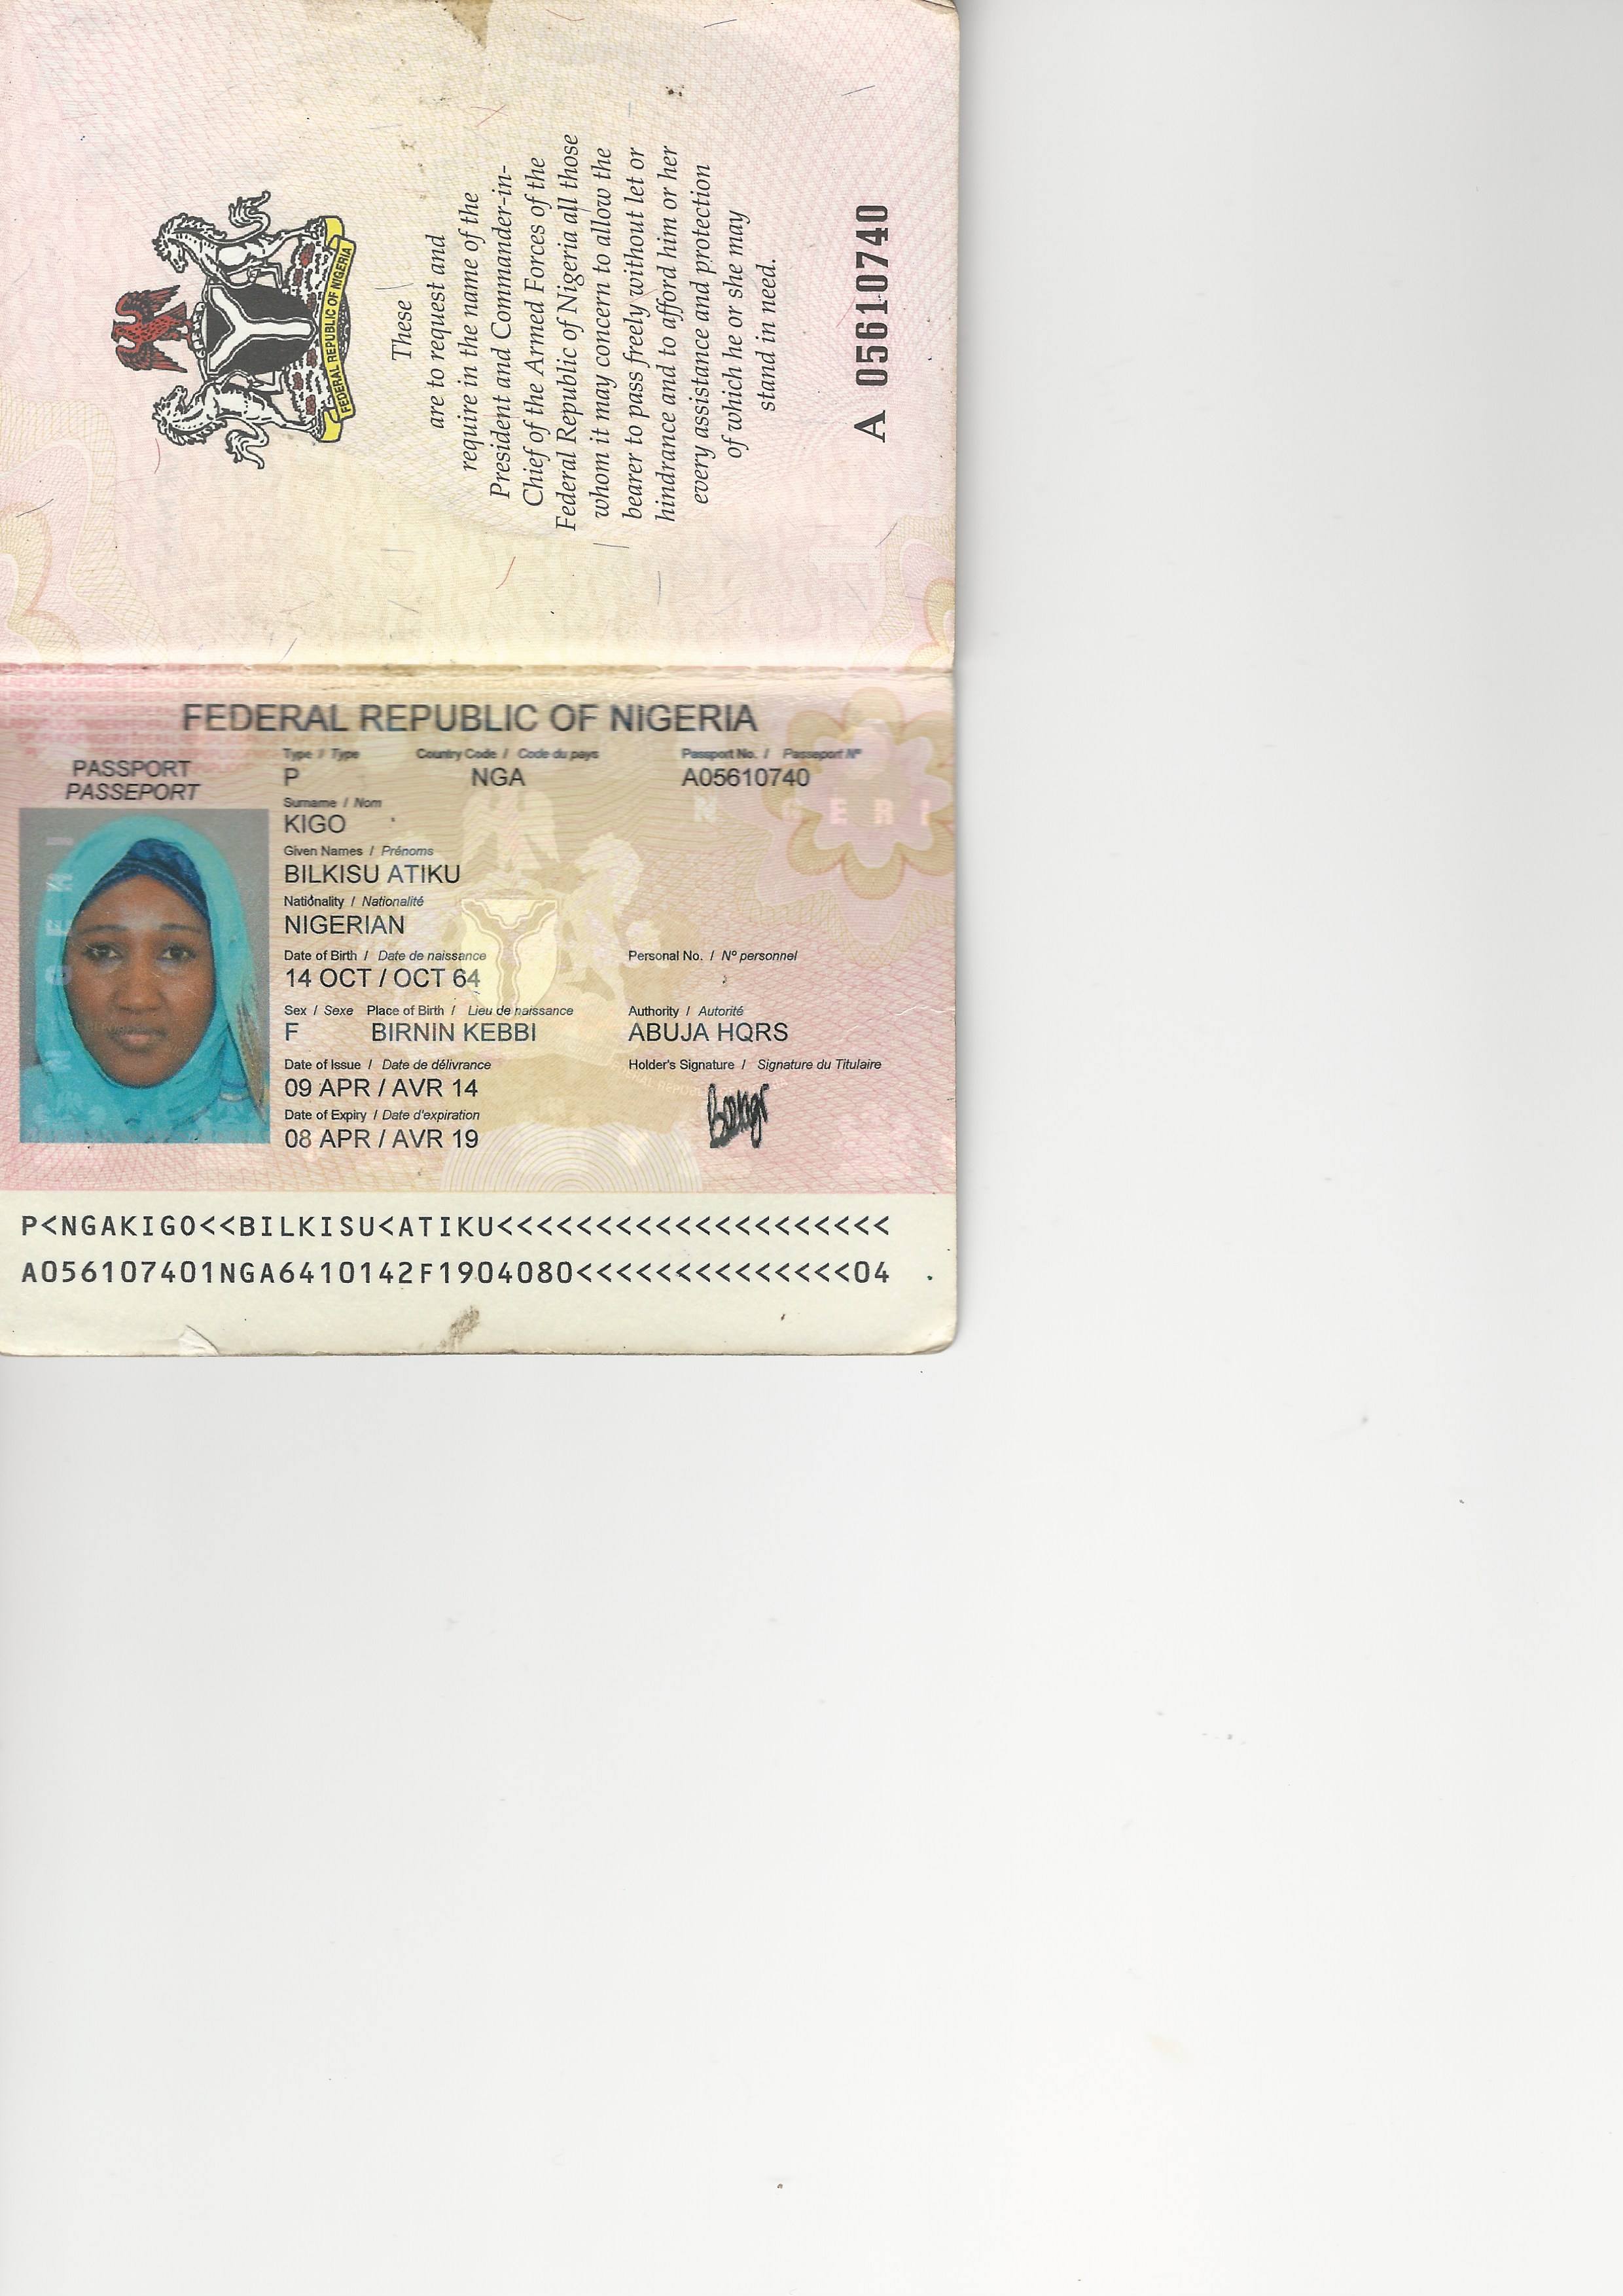 FEDERAL REPUBLIC OF NIGERIA
These
are to request and
require in the name of the
President and Commander-in-
Chief of the Armed Forces of the
Federal Republic of Nigeria all those
whom it may concern to allow the
bearer to pass freely without let or
hindrance and to afford him or her
every assistance and protection
of which he or she may
stand in need.
A 05610740
FEDERAL REPUBLIC OF NIGERIA
PASSPORT
PASSEPORT
Type / Type Country Code / Code du pays Passport No. / Passeport Nº
P NGA A05610740
Surname / Nom
KIGO
Given Names / Prénoms
BILKISU ATIKU
Nationality / Nationalité
NIGERIAN
Date of Birth / Date de naissance Personal No. / Nº personnel
14 OCT / OCT 64
Sex / Sexe Place of Birth / Lieu de naissance Authority / Autorité
F BIRNIN KEBBI ABUJA HQRS
Date of Issue / Date de délivrance Holder's Signature / Signature du Titulaire
09 APR / AVR 14
Date of Expiry / Date d'expiration
08 APR / AVR 19
P<NGAKIGO<<BILKISU<ATIKU<<<<<<<<<<<<<<<<<<<<
A056107401NGA6410142F1904080<<<<<<<<<<<<<<04